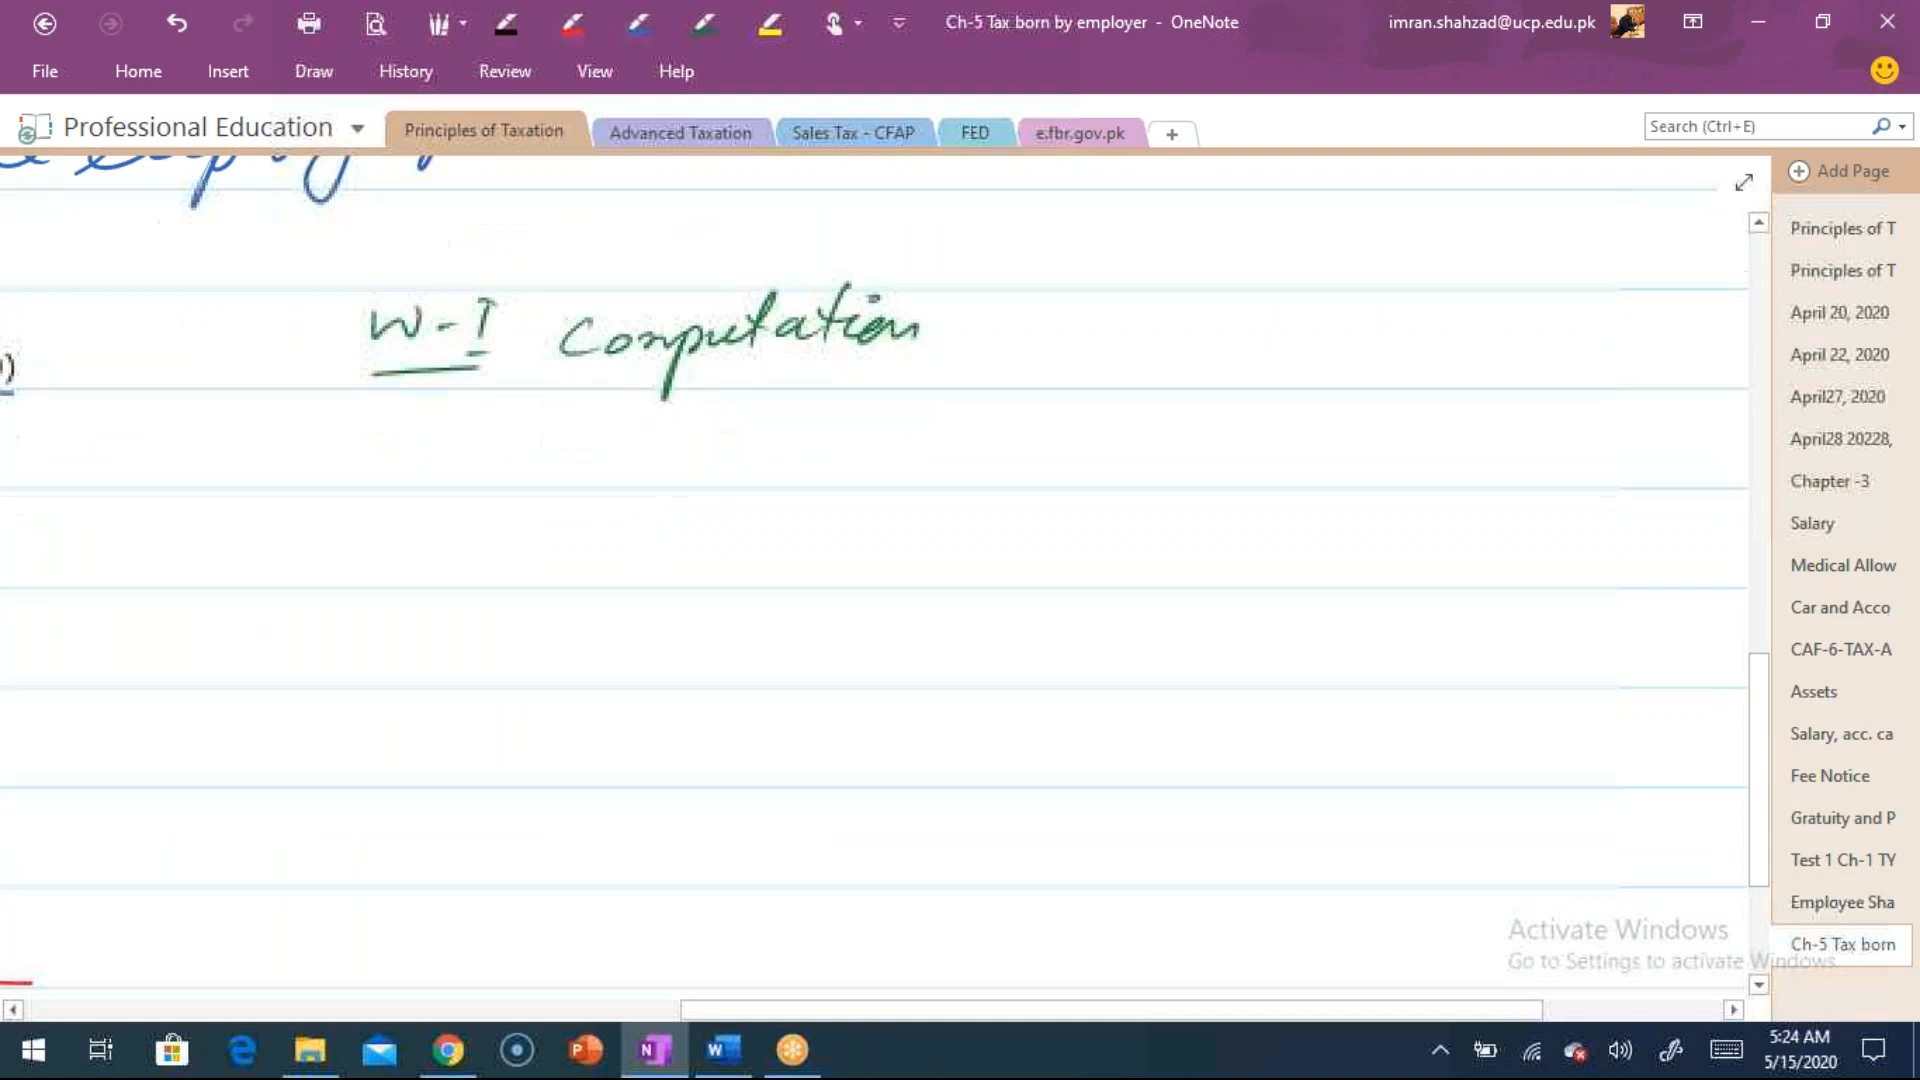 Ch-5 Tax born by employer - OneNote
imran.shahzad@ucp.edu.pk
File Home Insert Draw History Review View Help
Professional Education
Principles of Taxation Advanced Taxation Sales Tax - CFAP FED e.fbr.gov.pk +
Search (Ctrl+E)
Add Page
W-I Computation
Principles of T
Principles of T
April 20, 2020
April 22, 2020
April27, 2020
April28 20228,
Chapter -3
Salary
Medical Allow
Car and Acco
CAF-6-TAX-A
Assets
Salary, acc. ca
Fee Notice
Gratuity and P
Test 1 Ch-1 TY
Employee Sha
Ch-5 Tax born
Activate Windows
Go to Settings to activate Windows.
5:24 AM
5/15/2020